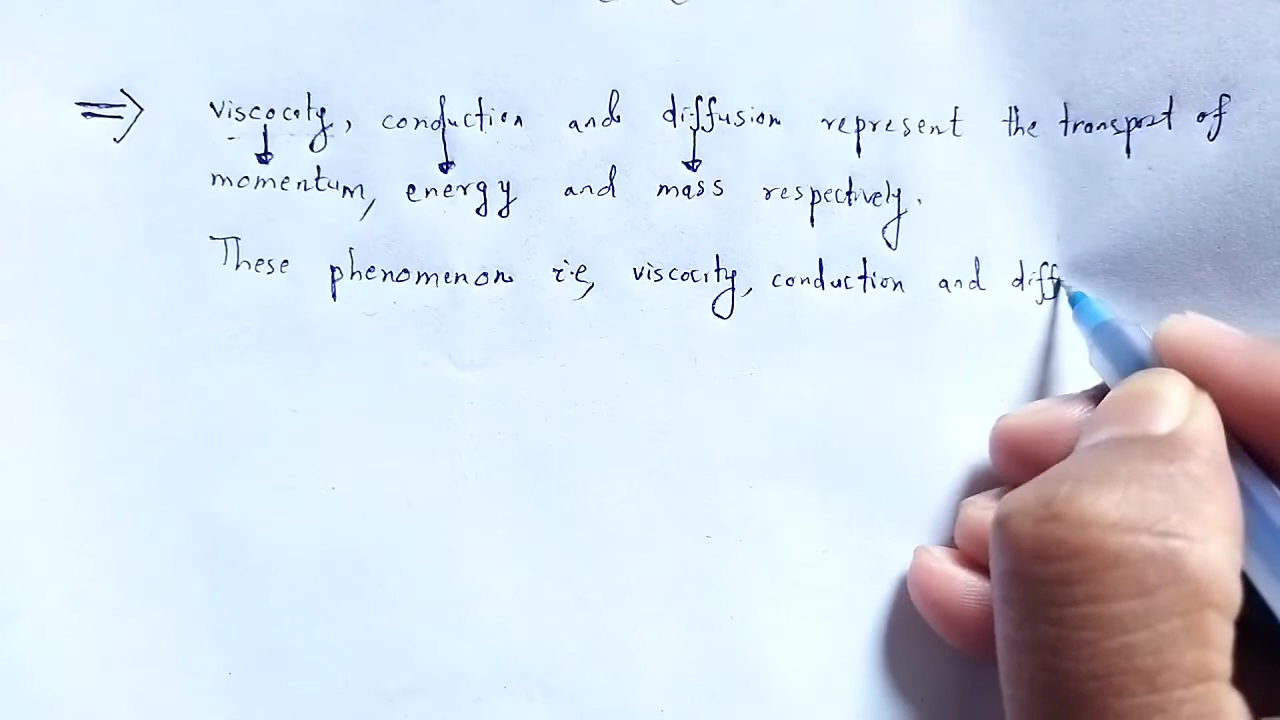 ⇒ viscocity, conduction and diffusion represent the transport of
momentum, energy and mass respectively.
These phenomenon i.e, viscocity, conduction and diff